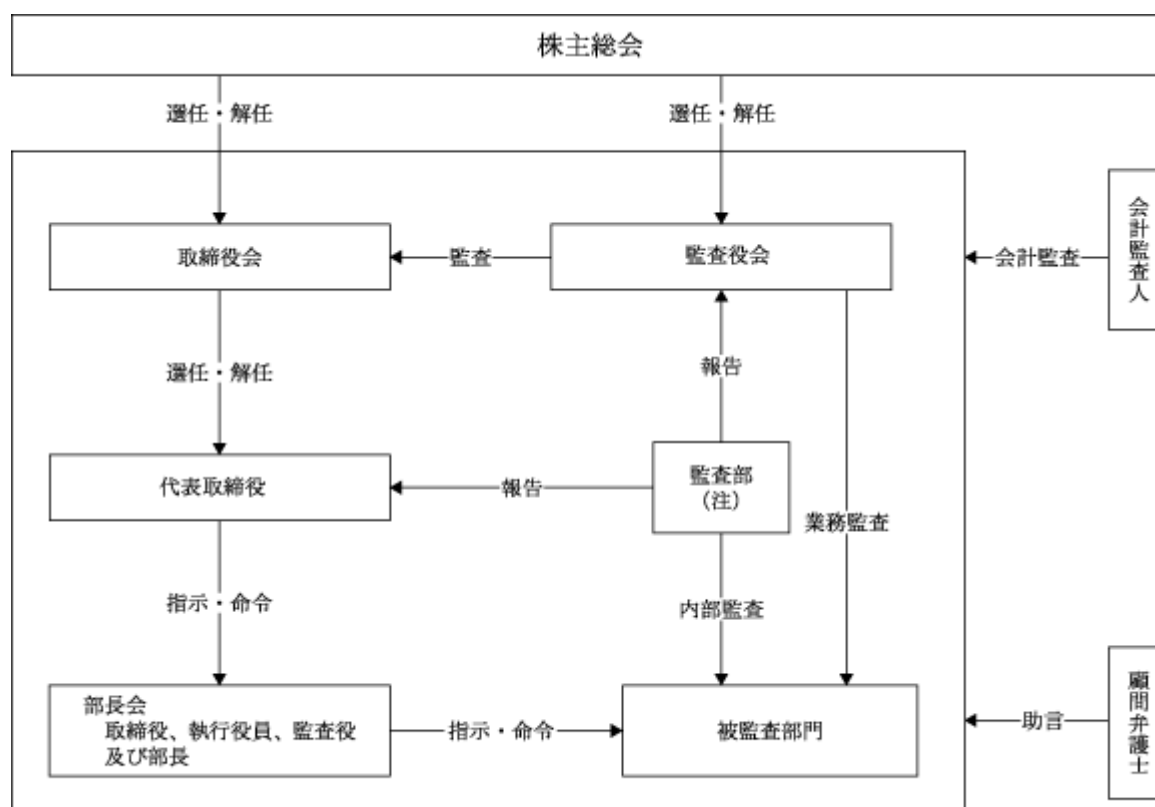 株主総会
選任・解任
選任・解任
取締役会
監査
監査役会
会計監査
会計監査人
選任・解任
報告
代表取締役
報告
監査部
(注)
業務監査
指示・命令
内部監査
部長会
取締役、執行役員、監査役
及び部長
指示・命令
被監査部門
助言
顧問弁護士